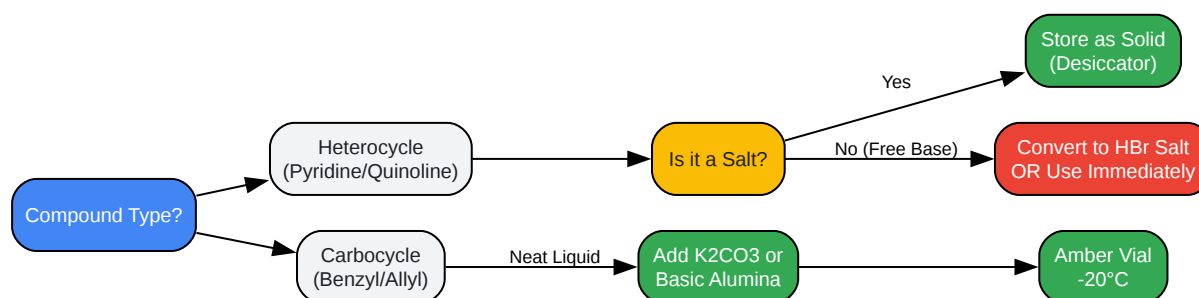 Store as Solid
(Desiccator)
Yes
Heterocycle
(Pyridine/Quinoline)
Is it a Salt?
No (Free Base)
Convert to HBr Salt
OR Use Immediately
Compound Type?
Carbocycle
(Benzyl/Allyl)
Neat Liquid
Add K2CO3 or
Basic Alumina
Amber Vial
-20°C